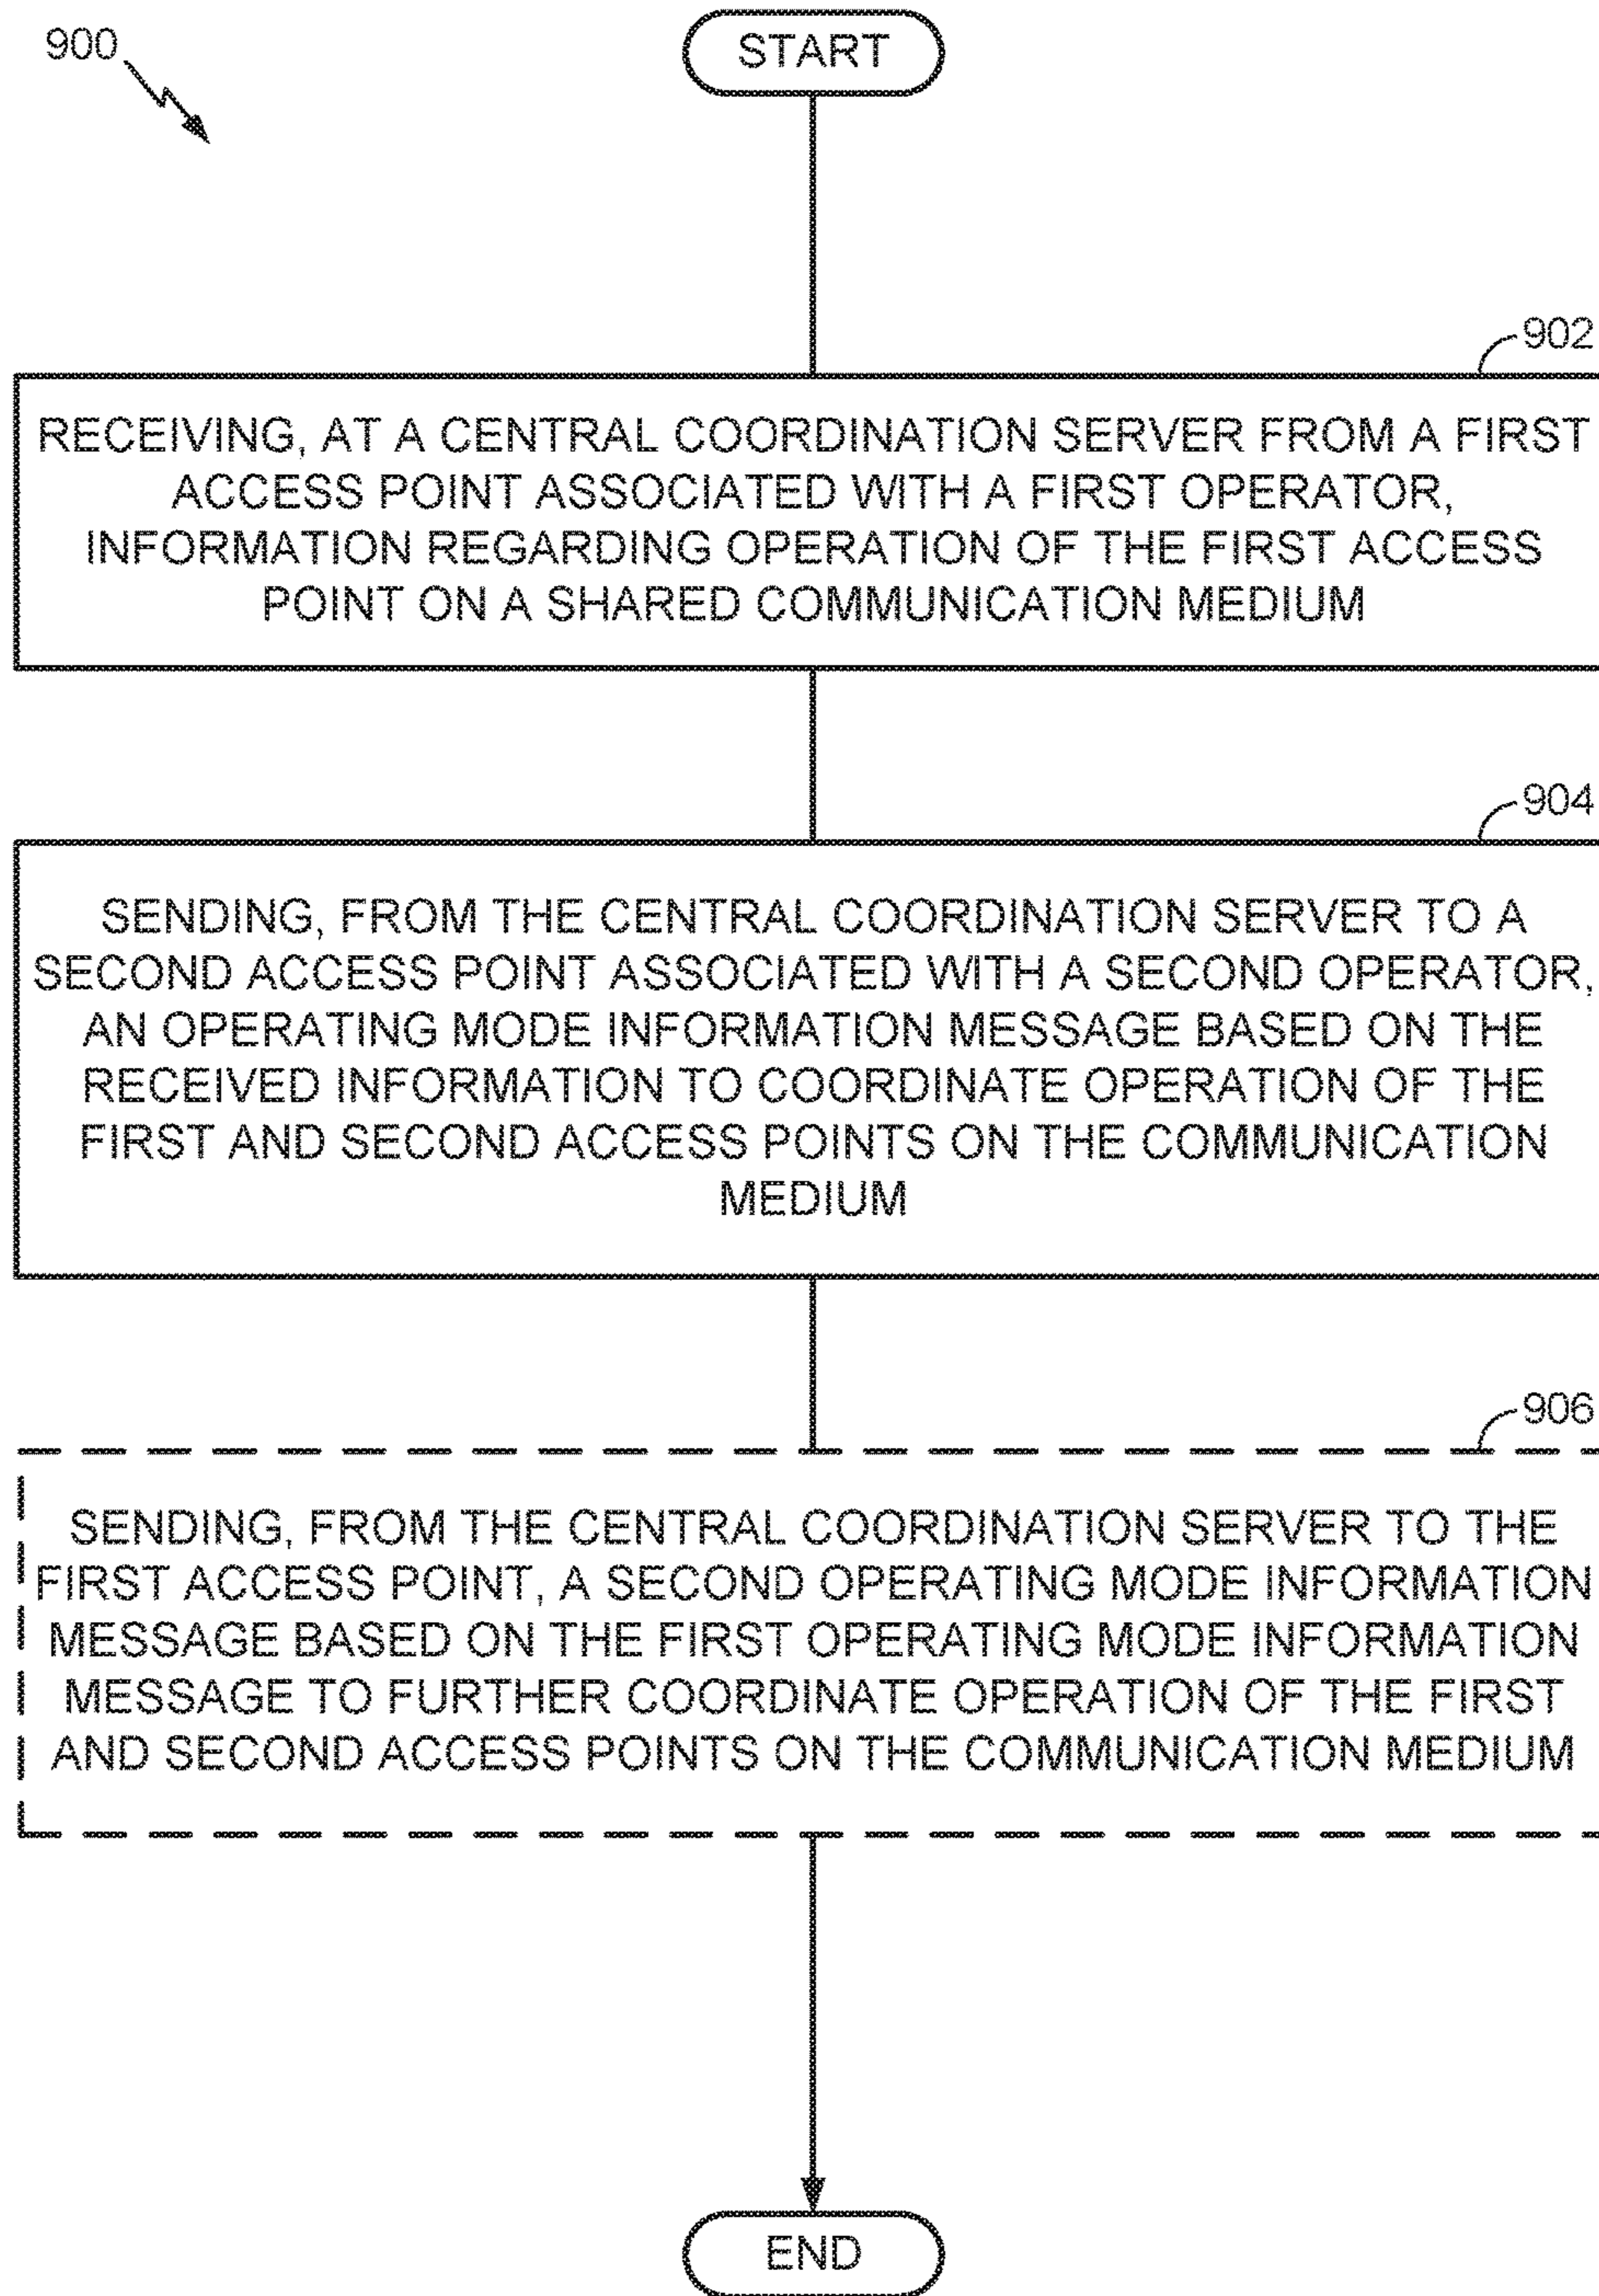 900
START
902
RECEIVING, AT A CENTRAL COORDINATION SERVER FROM A FIRST
ACCESS POINT ASSOCIATED WITH A FIRST OPERATOR,
INFORMATION REGARDING OPERATION OF THE FIRST ACCESS
POINT ON A SHARED COMMUNICATION MEDIUM
904
SENDING, FROM THE CENTRAL COORDINATION SERVER TO A
SECOND ACCESS POINT ASSOCIATED WITH A SECOND OPERATOR,
AN OPERATING MODE INFORMATION MESSAGE BASED ON THE
RECEIVED INFORMATION TO COORDINATE OPERATION OF THE
FIRST AND SECOND ACCESS POINTS ON THE COMMUNICATION
MEDIUM
906
SENDING, FROM THE CENTRAL COORDINATION SERVER TO THE
FIRST ACCESS POINT, A SECOND OPERATING MODE INFORMATION
MESSAGE BASED ON THE FIRST OPERATING MODE INFORMATION
MESSAGE TO FURTHER COORDINATE OPERATION OF THE FIRST
AND SECOND ACCESS POINTS ON THE COMMUNICATION MEDIUM
END